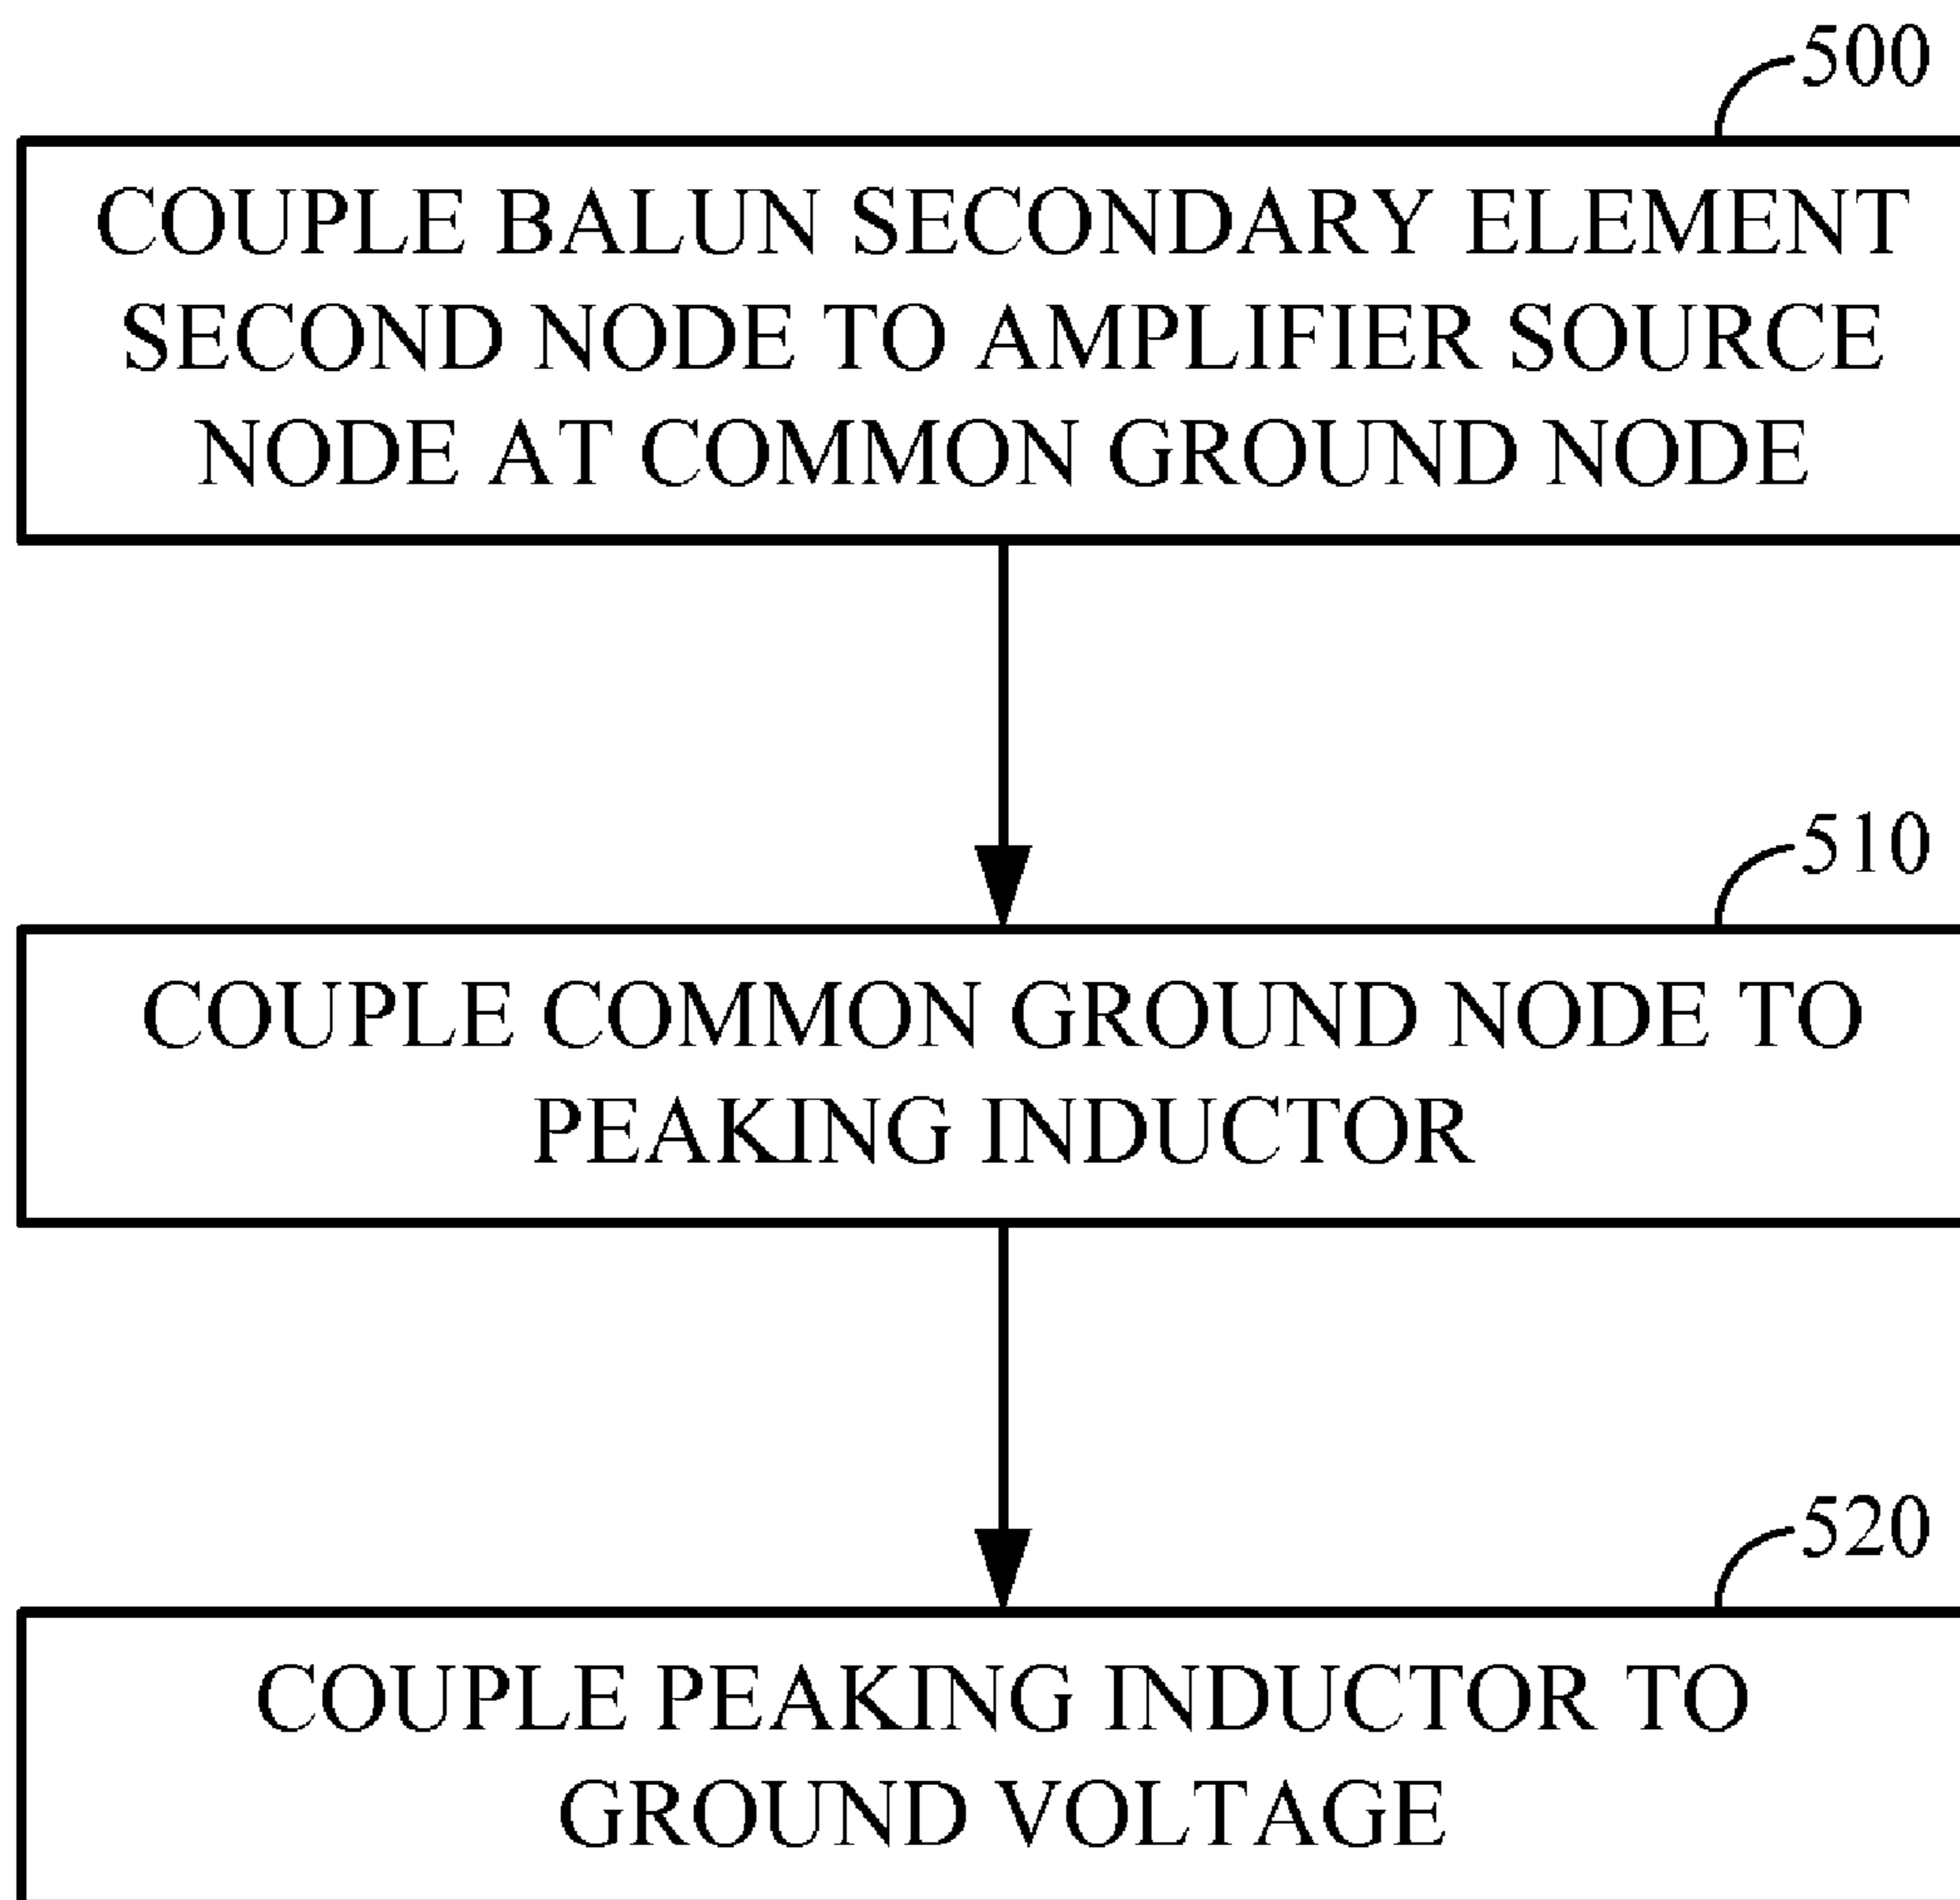 500
COUPLE BALUN SECONDARY ELEMENT
SECOND NODE TO AMPLIFIER SOURCE
NODE AT COMMON GROUND NODE
510
COUPLE COMMON GROUND NODE TO
PEAKING INDUCTOR
520
COUPLE PEAKING INDUCTOR TO
GROUND VOLTAGE